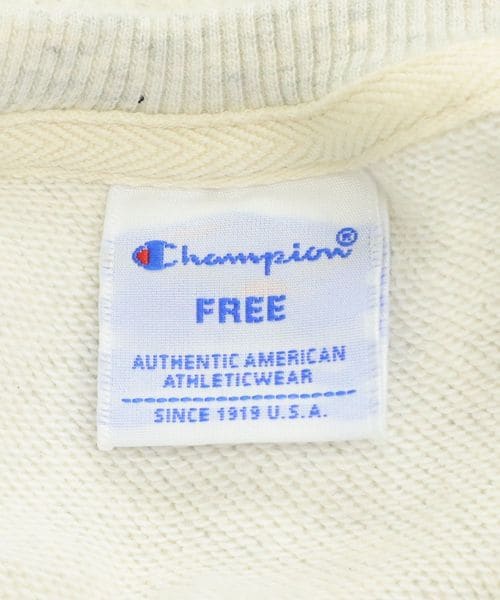 Champion®
FREE
AUTHENTIC AMERICAN
ATHLETICWEAR
SINCE 1919 U.S.A.